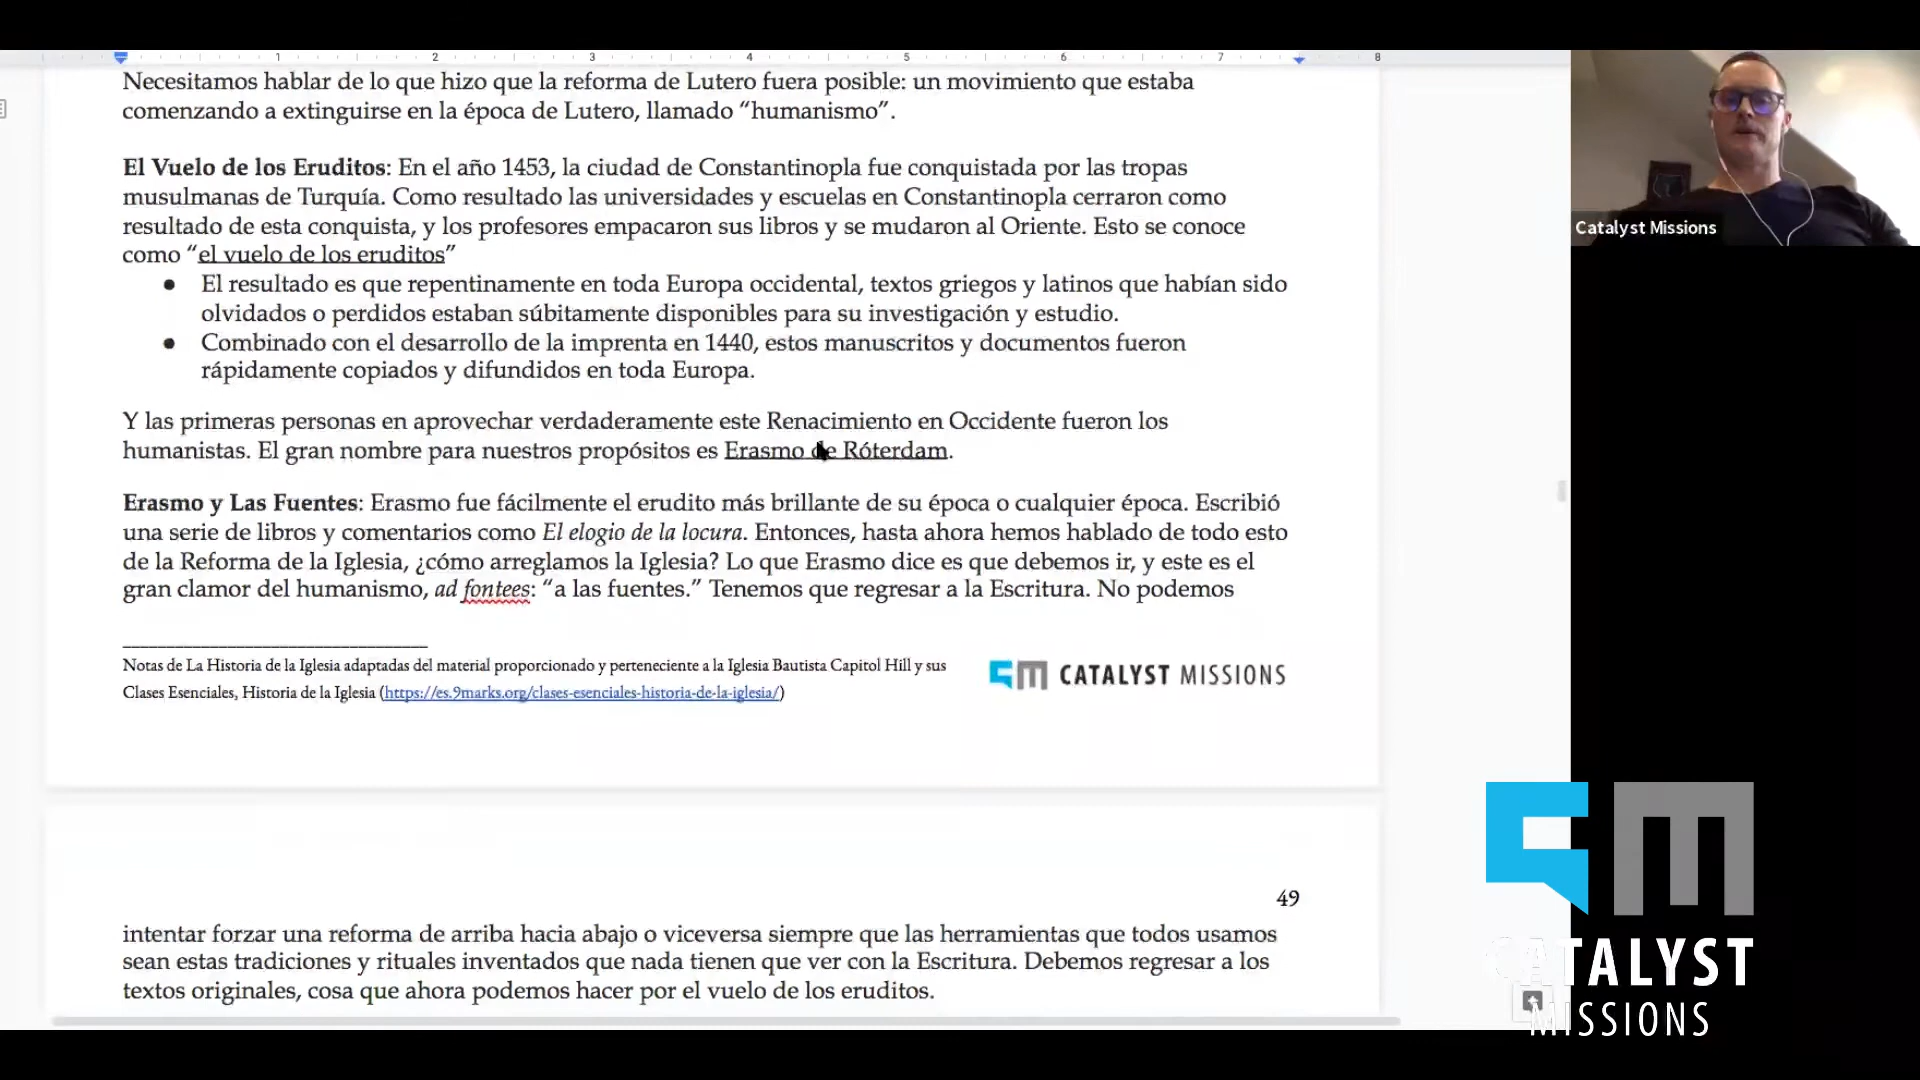 1 2 3 4 5 6 7 8
Necesitamos hablar de lo que hizo que la reforma de Lutero fuera posible: un movimiento que estaba
comenzando a extinguirse en la época de Lutero, llamado “humanismo”.
El Vuelo de los Eruditos: En el año 1453, la ciudad de Constantinopla fue conquistada por las tropas
musulmanas de Turquía. Como resultado las universidades y escuelas en Constantinopla cerraron como
resultado de esta conquista, y los profesores empacaron sus libros y se mudaron al Oriente. Esto se conoce
como “el vuelo de los eruditos”
● El resultado es que repentinamente en toda Europa occidental, textos griegos y latinos que habían sido
olvidados o perdidos estaban súbitamente disponibles para su investigación y estudio.
● Combinado con el desarrollo de la imprenta en 1440, estos manuscritos y documentos fueron
rápidamente copiados y difundidos en toda Europa.
Y las primeras personas en aprovechar verdaderamente este Renacimiento en Occidente fueron los
humanistas. El gran nombre para nuestros propósitos es Erasmo de Róterdam.
Erasmo y Las Fuentes: Erasmo fue fácilmente el erudito más brillante de su época o cualquier época. Escribió
una serie de libros y comentarios como El elogio de la locura. Entonces, hasta ahora hemos hablado de todo esto
de la Reforma de la Iglesia, ¿cómo arreglamos la Iglesia? Lo que Erasmo dice es que debemos ir, y este es el
gran clamor del humanismo, ad fontees: “a las fuentes.” Tenemos que regresar a la Escritura. No podemos
Notas de La Historia de la Iglesia adaptadas del material proporcionado y perteneciente a la Iglesia Bautista Capitol Hill y sus
Clases Esenciales, Historia de la Iglesia (https://es.9marks.org/clases-esenciales-historia-de-la-iglesia/)
CATALYST MISSIONS
49
intentar forzar una reforma de arriba hacia abajo o viceversa siempre que las herramientas que todos usamos
sean estas tradiciones y rituales inventados que nada tienen que ver con la Escritura. Debemos regresar a los
textos originales, cosa que ahora podemos hacer por el vuelo de los eruditos.
Catalyst Missions
CATALYST
MISSIONS